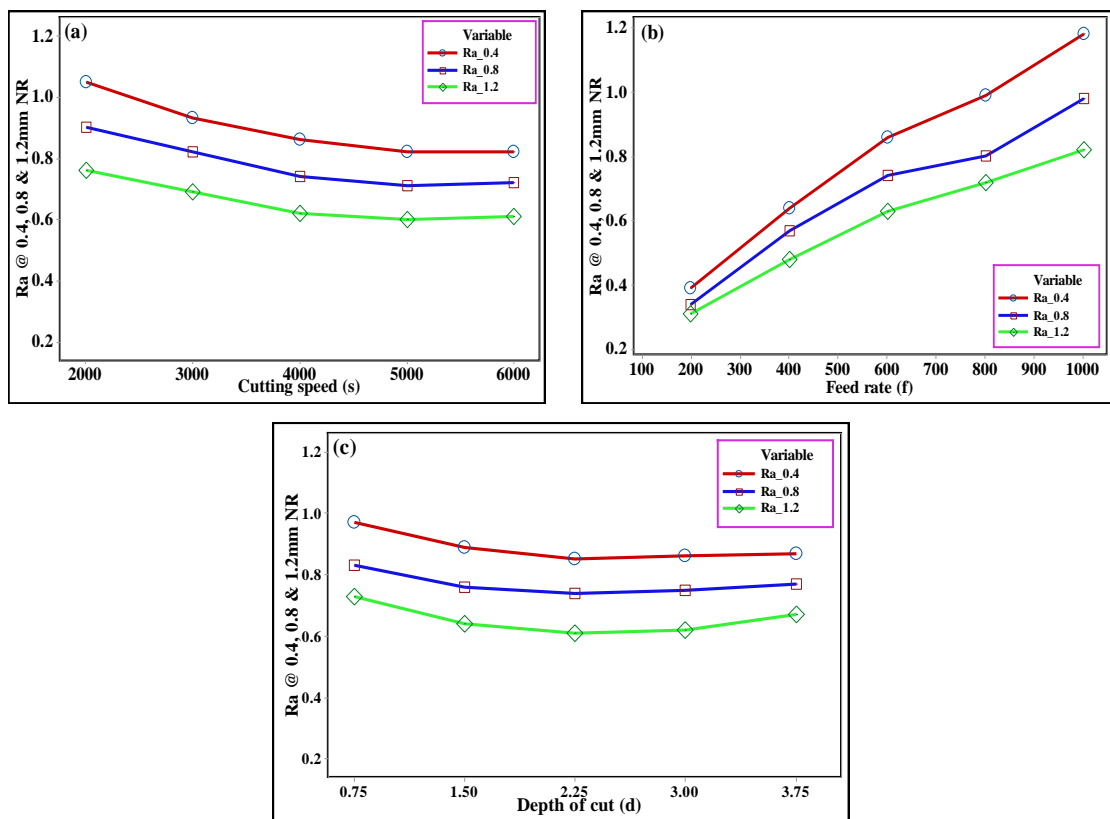 (a)
Variable
Ra_0.4
Ra_0.8
Ra_1.2
Ra @ 0.4, 0.8 & 1.2mm NR
1.2
1.0
0.8
0.6
0.4
0.2
2000 3000 4000 5000 6000
Cutting speed (s)
(b)
Ra @ 0.4, 0.8 & 1.2mm NR
1.2
1.0
0.8
0.6
0.4
0.2
Variable
Ra_0.4
Ra_0.8
Ra_1.2
100 200 300 400 500 600 700 800 900 1000
Feed rate (f)
(c)
Variable
Ra_0.4
Ra_0.8
Ra_1.2
Ra @ 0.4, 0.8 & 1.2mm NR
1.2
1.0
0.8
0.6
0.4
0.2
0.75 1.50 2.25 3.00 3.75
Depth of cut (d)